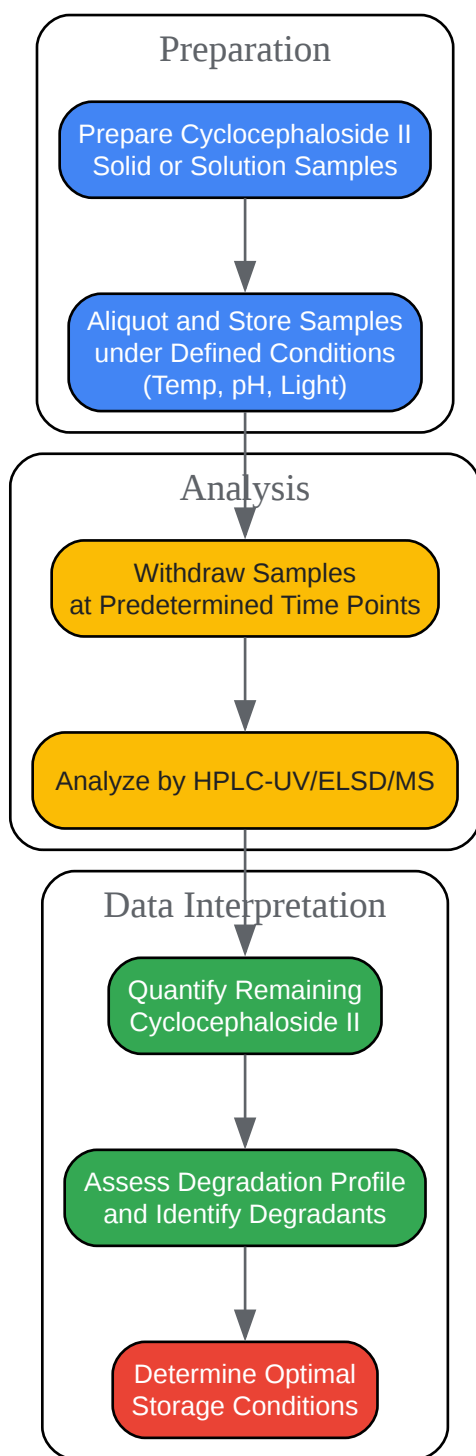 Preparation
Prepare Cyclocephaloside II
Solid or Solution Samples
Aliquot and Store Samples
under Defined Conditions
(Temp, pH, Light)
Analysis
Withdraw Samples
at Predetermined Time Points
Analyze by HPLC-UV/ELSD/MS
Data Interpretation
Quantify Remaining
Cyclocephaloside II
Assess Degradation Profile
and Identify Degradants
Determine Optimal
Storage Conditions